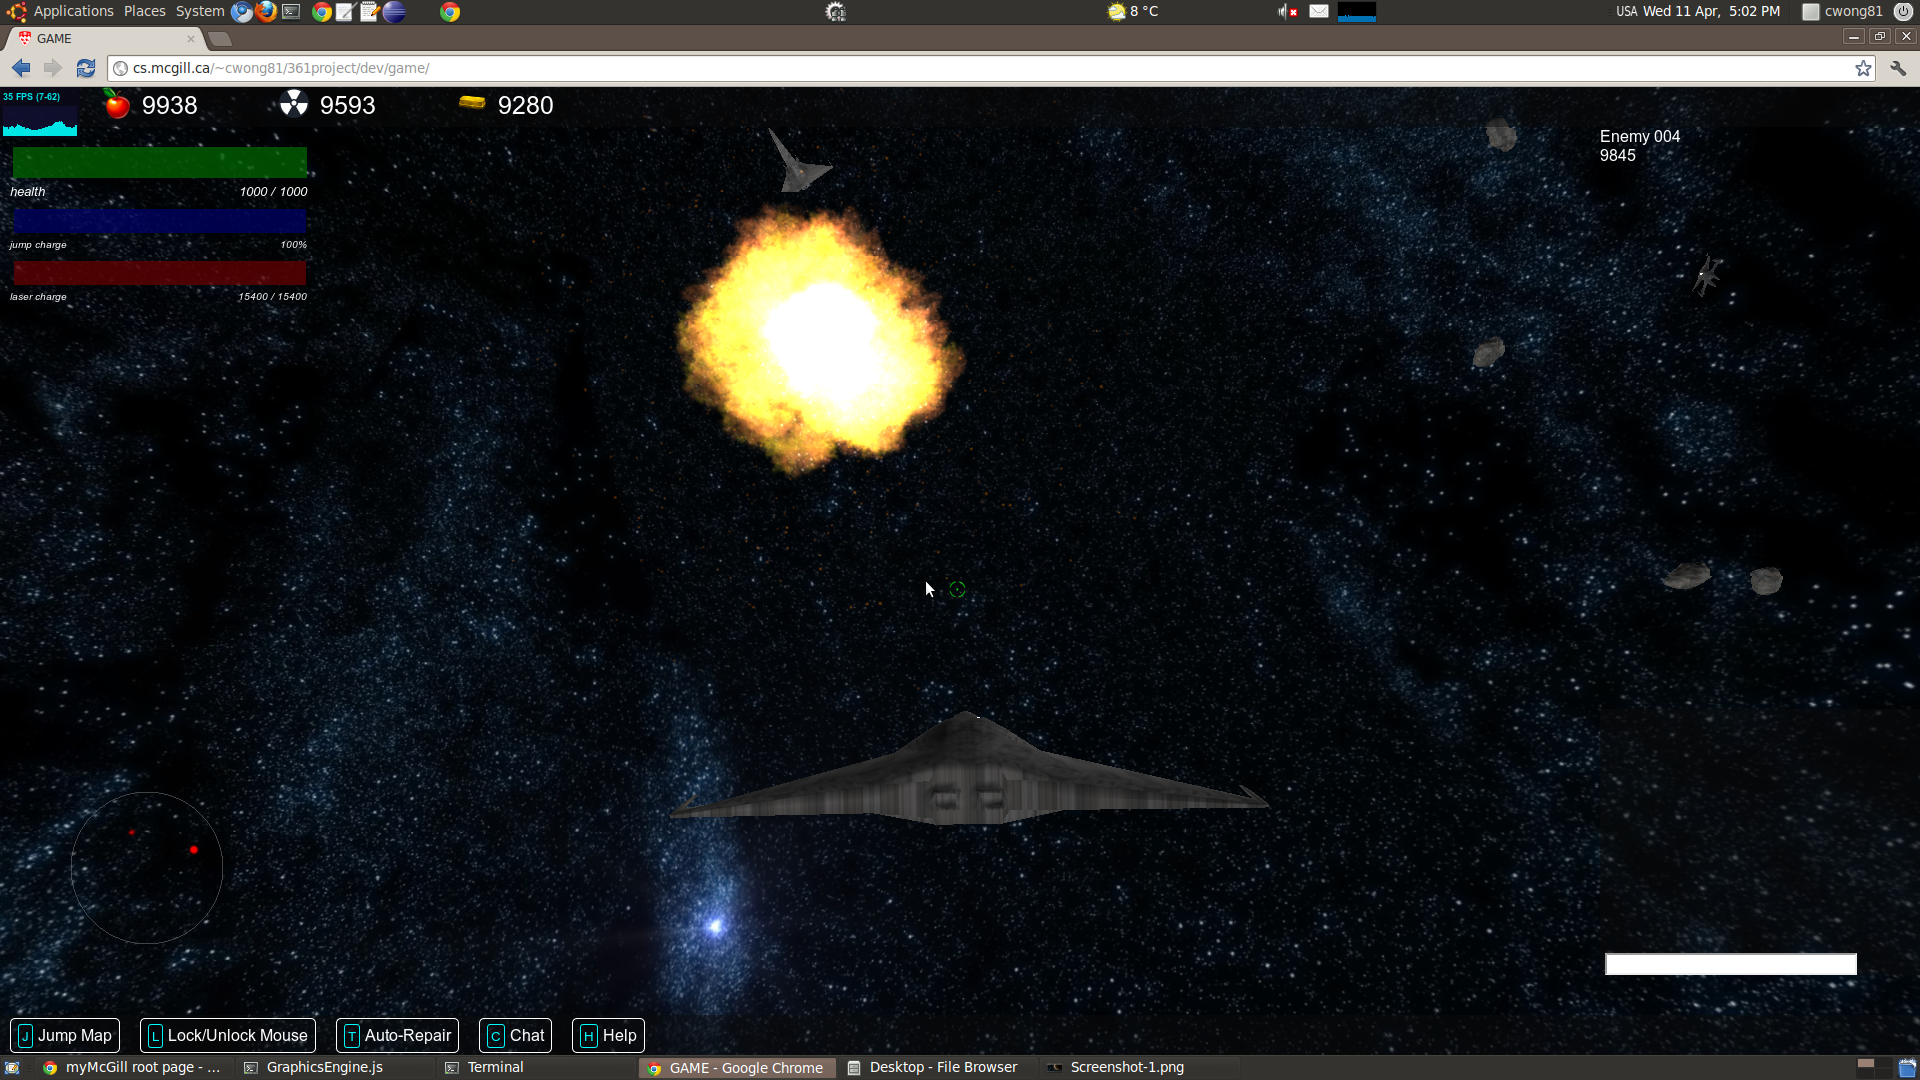 Applications Places System
8 °C
USA Wed 11 Apr, 5:02 PM
cwong81
GAME
cs.mcgill.ca/~cwong81/361project/dev/game/
35 FPS (7-62)
9938
9593
9280
Enemy 004
9845
health 1000 / 1000
jump charge 100%
laser charge 15400 / 15400
J Jump Map
L Lock/Unlock Mouse
T Auto-Repair
C Chat
H Help
myMcGill root page - ...
GraphicsEngine.js
Terminal
GAME - Google Chrome
Desktop - File Browser
Screenshot-1.png